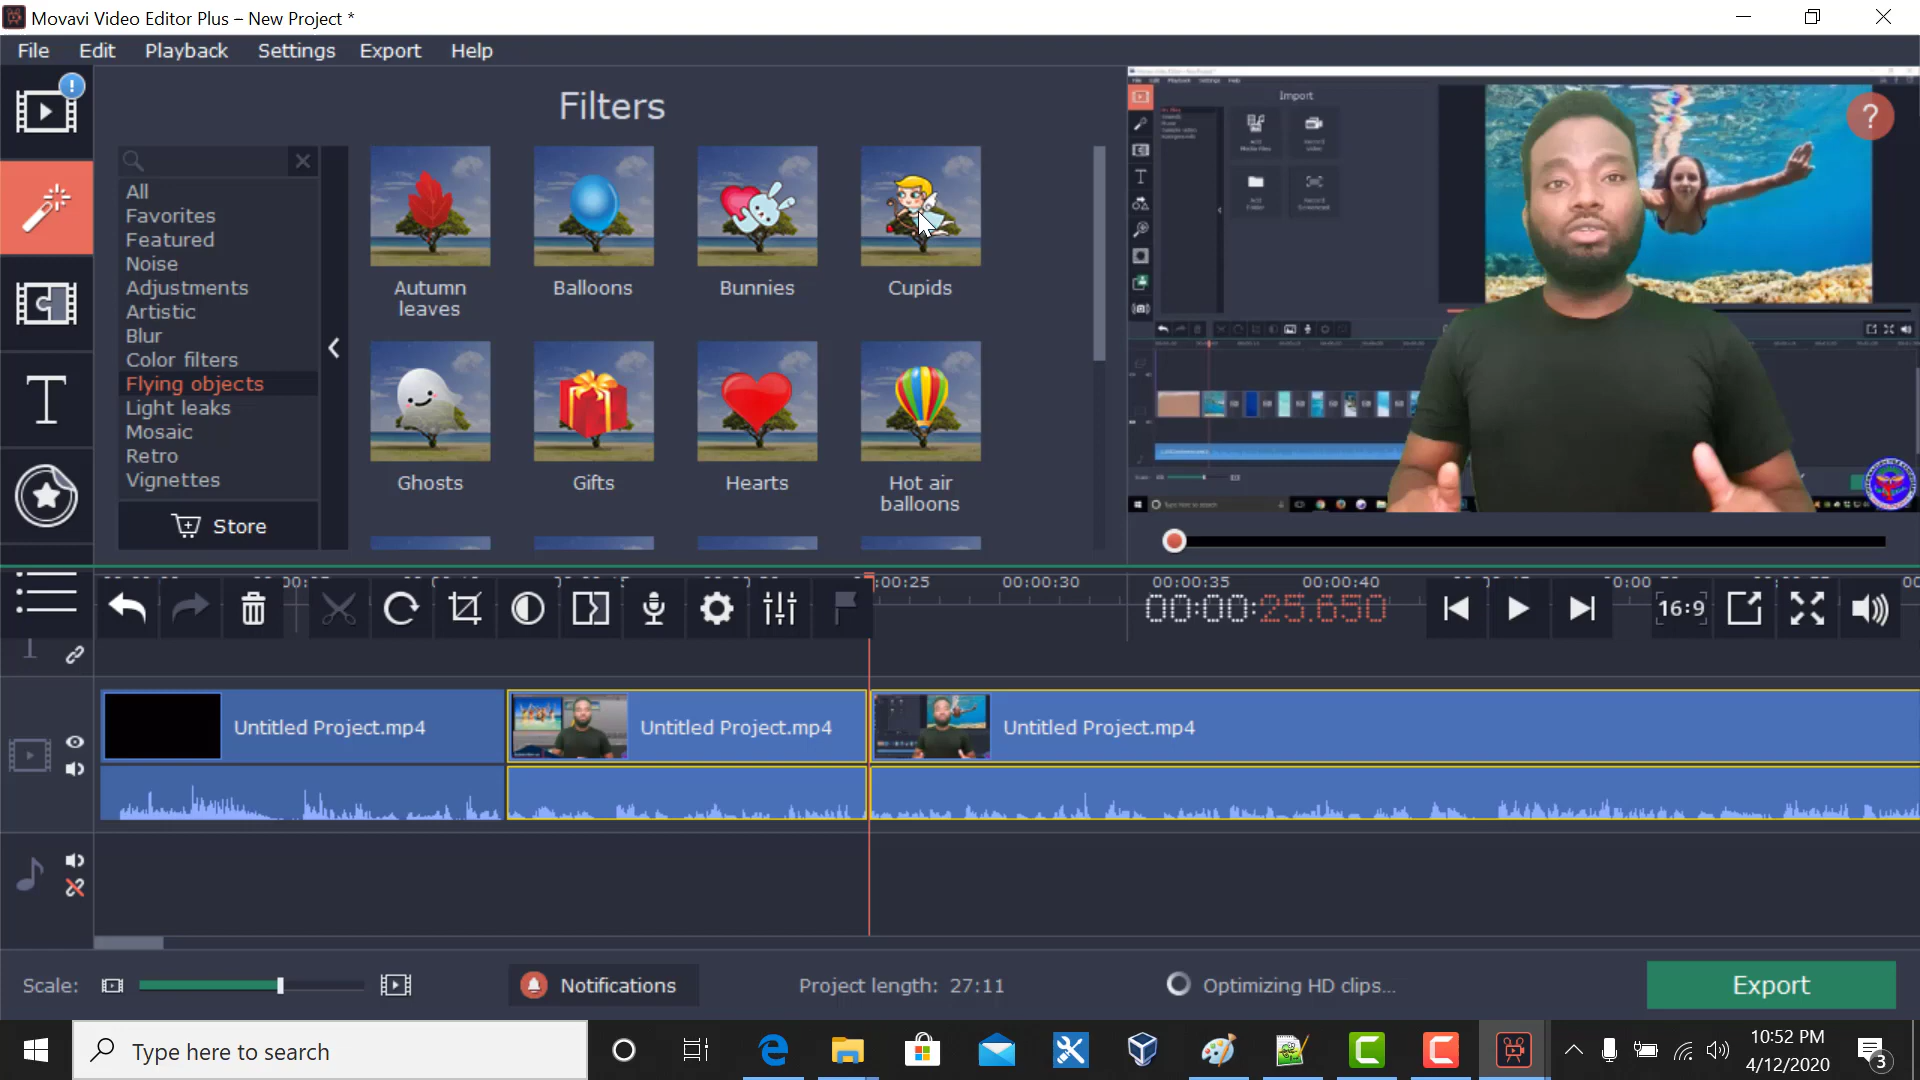 Movavi Video Editor Plus – New Project *
File Edit Playback Settings Export Help
Filters
All
Favorites
Featured
Noise
Adjustments
Artistic
Blur
Color filters
Flying objects
Light leaks
Mosaic
Retro
Vignettes
Store
Autumn leaves
Balloons
Bunnies
Cupids
Ghosts
Gifts
Hearts
Hot air balloons
Import
?
00:00:30
00:00:35
00:00:40
00:00:25.650
16:9
Untitled Project.mp4
Untitled Project.mp4
Untitled Project.mp4
Scale:
Notifications
Project length: 27:11
Optimizing HD clips...
Export
Type here to search
10:52 PM
4/12/2020
3